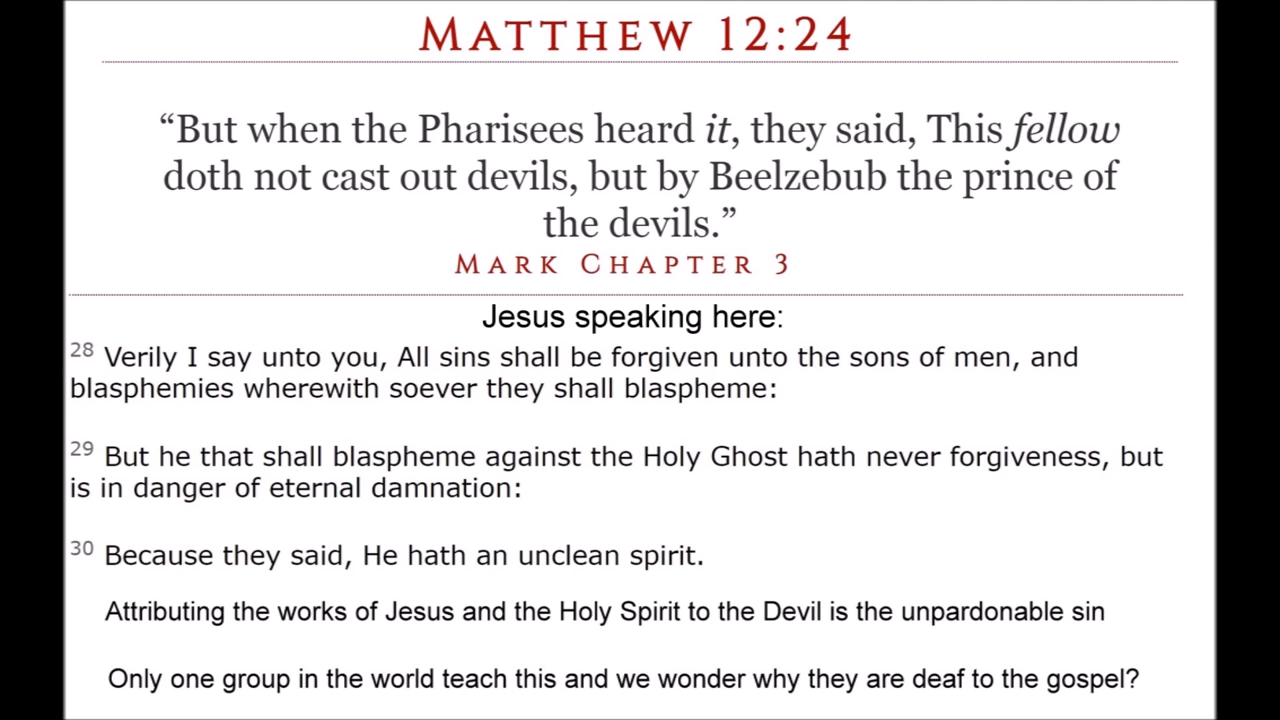 MATTHEW 12:24
“But when the Pharisees heard it, they said, This fellow
doth not cast out devils, but by Beelzebub the prince of
the devils.”
MARK CHAPTER 3
Jesus speaking here:
28 Verily I say unto you, All sins shall be forgiven unto the sons of men, and
blasphemies wherewith soever they shall blaspheme:
29 But he that shall blaspheme against the Holy Ghost hath never forgiveness, but
is in danger of eternal damnation:
30 Because they said, He hath an unclean spirit.
Attributing the works of Jesus and the Holy Spirit to the Devil is the unpardonable sin
Only one group in the world teach this and we wonder why they are deaf to the gospel?